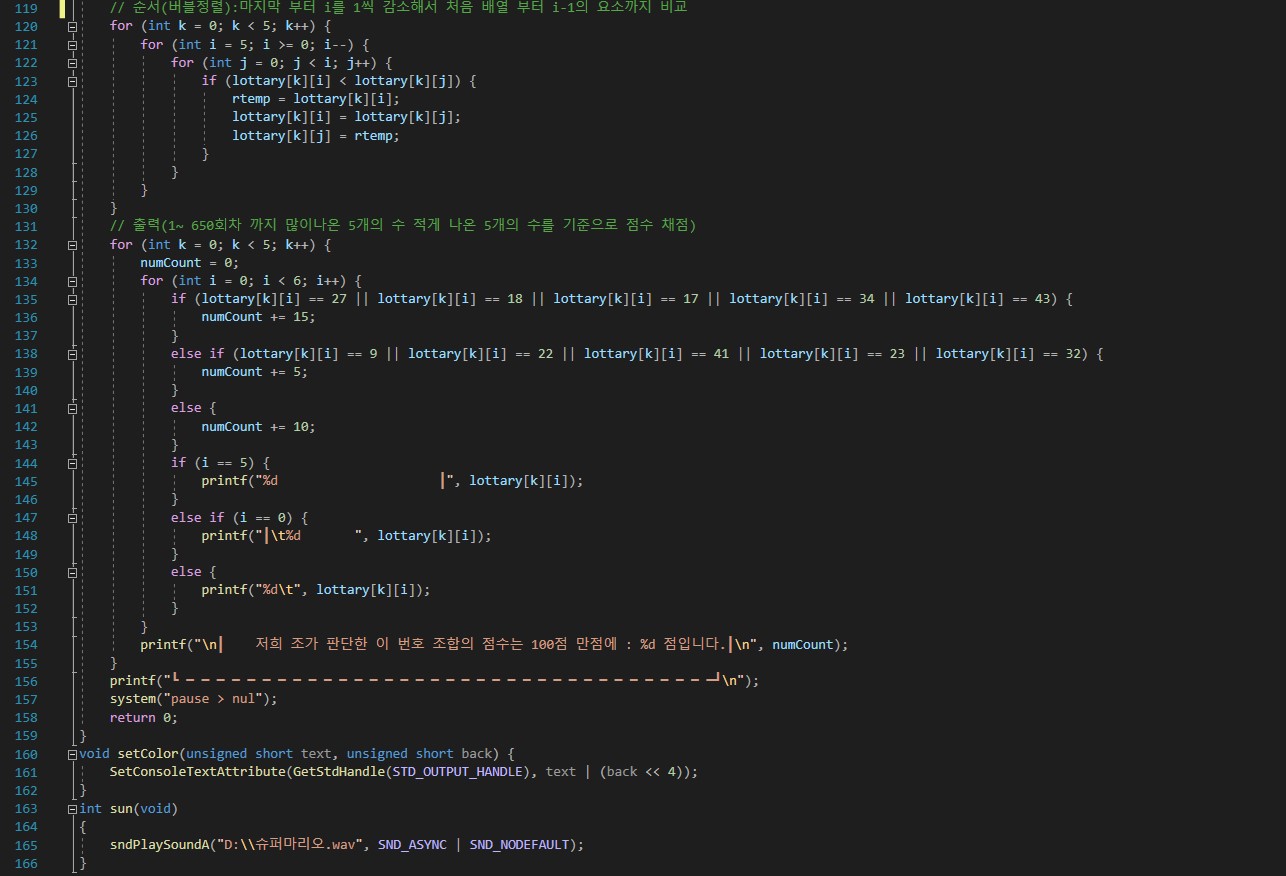 119 // 순서(버블정렬):마지막 부터 i를 1씩 감소해서 처음 배열 부터 i-1의 요소까지 비교
120 for (int k = 0; k < 5; k++) {
121 for (int i = 5; i >= 0; i--) {
122 for (int j = 0; j < i; j++) {
123 if (lottary[k][i] < lottary[k][j]) {
124 rtemp = lottary[k][i];
125 lottary[k][i] = lottary[k][j];
126 lottary[k][j] = rtemp;
127 }
128 }
129 }
130 }
131 // 출력(1~ 650회차 까지 많이나온 5개의 수 적게 나온 5개의 수를 기준으로 점수 채점)
132 for (int k = 0; k < 5; k++) {
133 numCount = 0;
134 for (int i = 0; i < 6; i++) {
135 if (lottary[k][i] == 27 || lottary[k][i] == 18 || lottary[k][i] == 17 || lottary[k][i] == 34 || lottary[k][i] == 43) {
136 numCount += 15;
137 }
138 else if (lottary[k][i] == 9 || lottary[k][i] == 22 || lottary[k][i] == 41 || lottary[k][i] == 23 || lottary[k][i] == 32) {
139 numCount += 5;
140 }
141 else {
142 numCount += 10;
143 }
144 if (i == 5) {
145 printf("%d                      ┃", lottary[k][i]);
146 }
147 else if (i == 0) {
148 printf("┃\t%d       ", lottary[k][i]);
149 }
150 else {
151 printf("%d\t", lottary[k][i]);
152 }
153 }
154 printf("\n┃    저희 조가 판단한 이 번호 조합의 점수는 100점 만점에 : %d 점입니다.┃\n", numCount);
155 }
156 printf("┗ ━ ━ ━ ━ ━ ━ ━ ━ ━ ━ ━ ━ ━ ━ ━ ━ ━ ━ ━ ━ ━ ━ ━ ━ ━ ━ ━ ━ ━ ━ ━ ━ ━ ━ ━ ┛\n");
157 system("pause > nul");
158 return 0;
159 }
160 void setColor(unsigned short text, unsigned short back) {
161 SetConsoleTextAttribute(GetStdHandle(STD_OUTPUT_HANDLE), text | (back << 4));
162 }
163 int sun(void)
164 {
165 sndPlaySoundA("D:\\슈퍼마리오.wav", SND_ASYNC | SND_NODEFAULT);
166 }